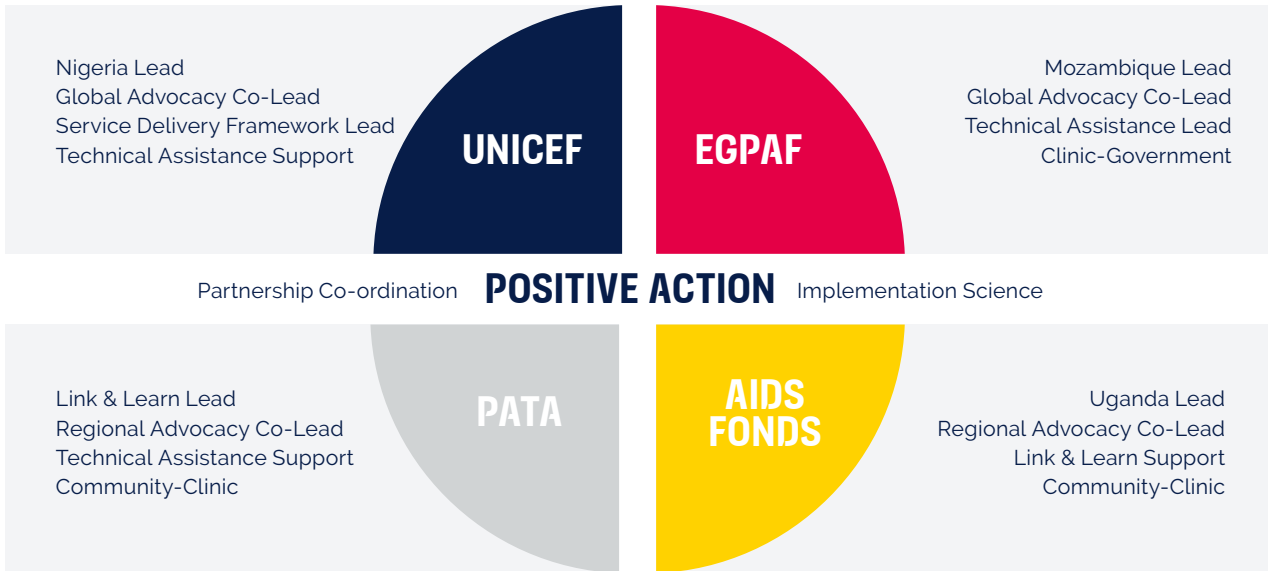 Nigeria Lead
Global Advocacy Co-Lead
Service Delivery Framework Lead
Technical Assistance Support
UNICEF
EGPAF
Mozambique Lead
Global Advocacy Co-Lead
Technical Assistance Lead
Clinic-Government
Partnership Co-ordination POSITIVE ACTION Implementation Science
Link & Learn Lead
Regional Advocacy Co-Lead
Technical Assistance Support
Community-Clinic
PATA
AIDS
FONDS
Uganda Lead
Regional Advocacy Co-Lead
Link & Learn Support
Community-Clinic